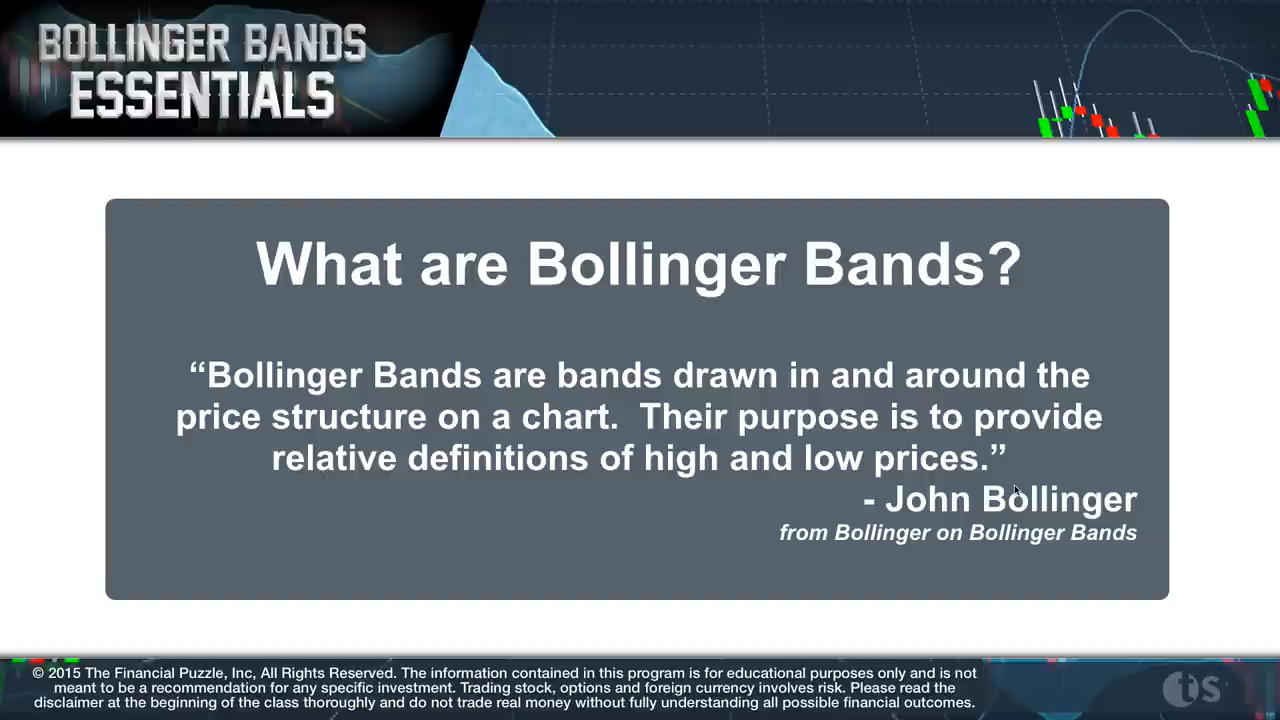 BOLLINGER BANDS
ESSENTIALS
What are Bollinger Bands?
“Bollinger Bands are bands drawn in and around the
price structure on a chart.  Their purpose is to provide
relative definitions of high and low prices.”
- John Bollinger
from Bollinger on Bollinger Bands
© 2015 The Financial Puzzle, Inc, All Rights Reserved. The information contained in this program is for educational purposes only and is not
meant to be a recommendation for any specific investment. Trading stock, options and foreign currency involves risk. Please read the
disclaimer at the beginning of the class thoroughly and do not trade real money without fully understanding all possible financial outcomes.
ts